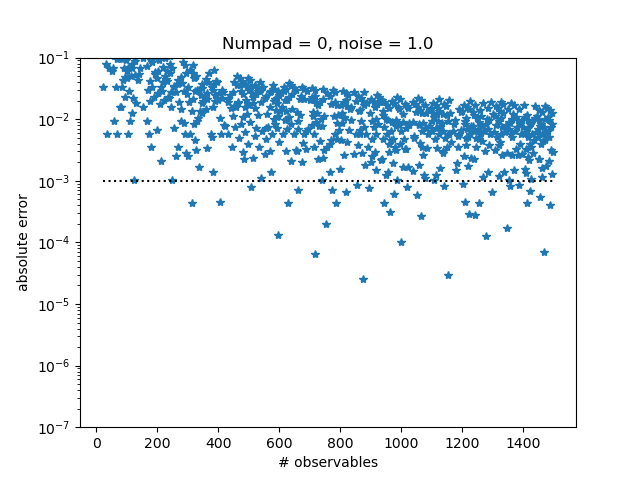 Numpad = 0, noise = 1.0
10⁻¹
10⁻²
10⁻³
10⁻⁴
10⁻⁵
10⁻⁶
10⁻⁷
absolute error
0 200 400 600 800 1000 1200 1400
# observables